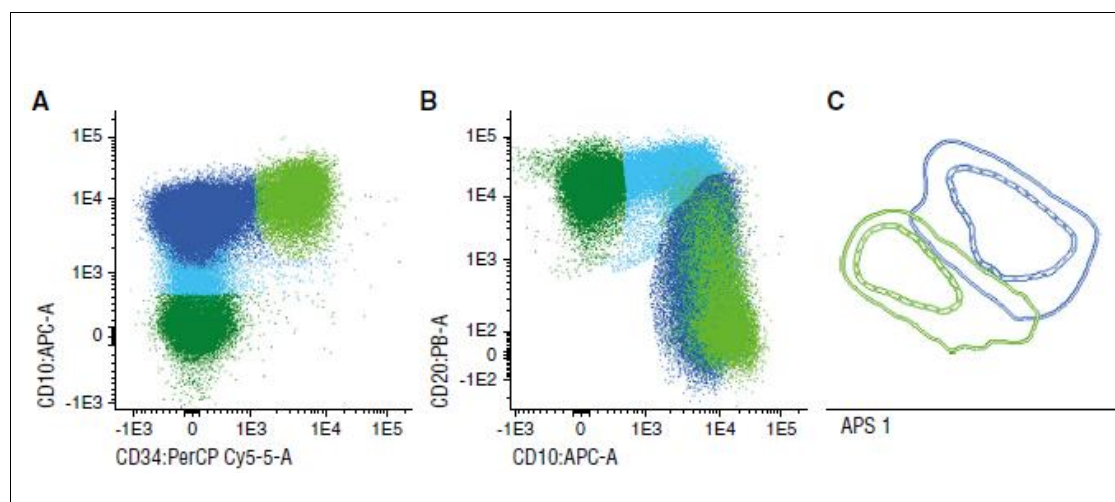 A
1E5
1E4
1E3
0
-1E3
CD10:APC-A
-1E3 0 1E3 1E4 1E5
CD34:PerCP Cy5-5-A
B
1E5
1E4
1E3
1E2
0
-1E2
CD20:PB-A
-1E3 0 1E3 1E4 1E5
CD10:APC-A
C
APS 1